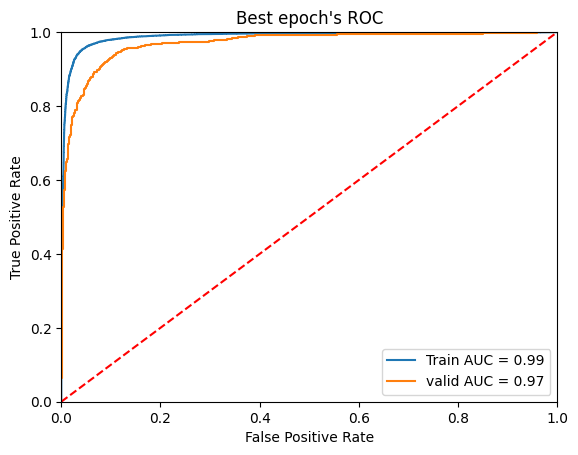 Best epoch's ROC
True Positive Rate
1.0
0.8
0.6
0.4
0.2
0.0
Train AUC = 0.99
valid AUC = 0.97
0.0 0.2 0.4 0.6 0.8 1.0
False Positive Rate